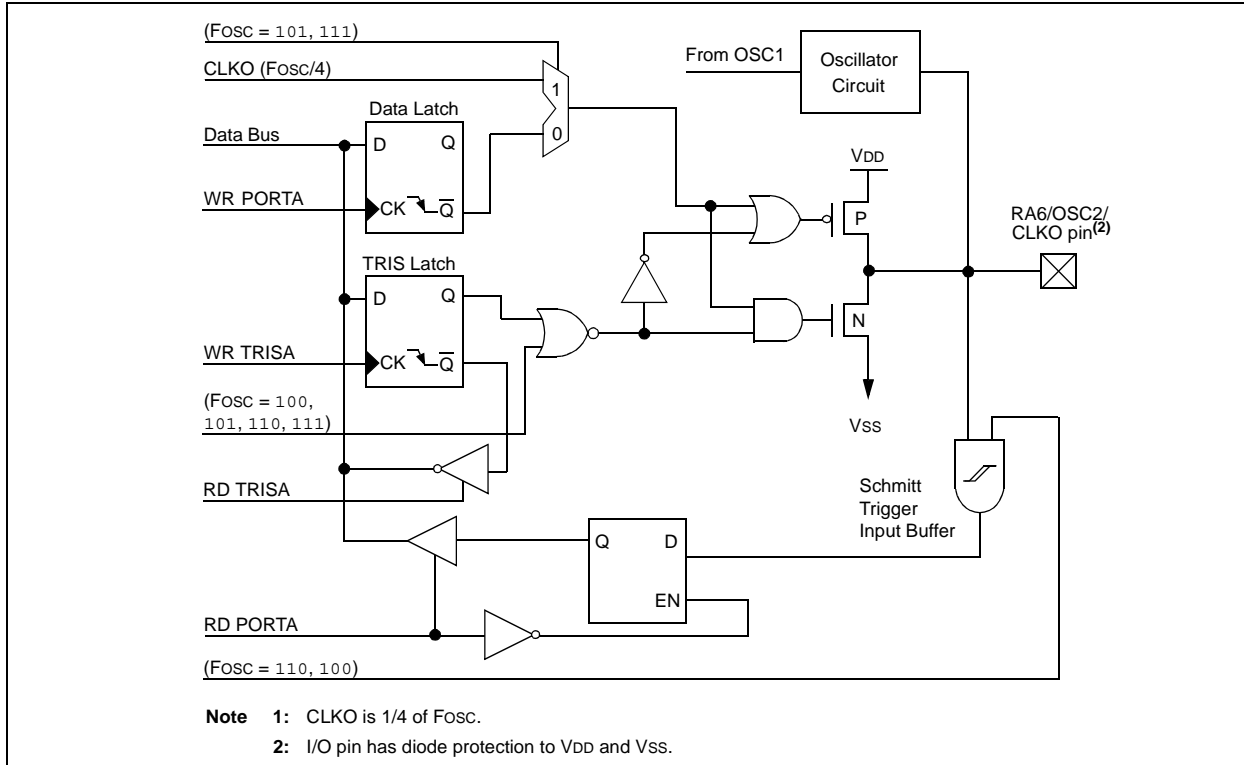 (FOSC = 101, 111)
CLKO (FOSC/4)
From OSC1
Oscillator
Circuit
1
0
Data Latch
Data Bus
D
Q
WR PORTA
CK
Q
VDD
P
RA6/OSC2/
CLKO pin(2)
TRIS Latch
D
Q
N
WR TRISA
CK
Q
(FOSC = 100,
101, 110, 111)
VSS
RD TRISA
Schmitt
Trigger
Input Buffer
Q
D
EN
RD PORTA
(FOSC = 110, 100)
Note 1: CLKO is 1/4 of FOSC.
2: I/O pin has diode protection to VDD and VSS.